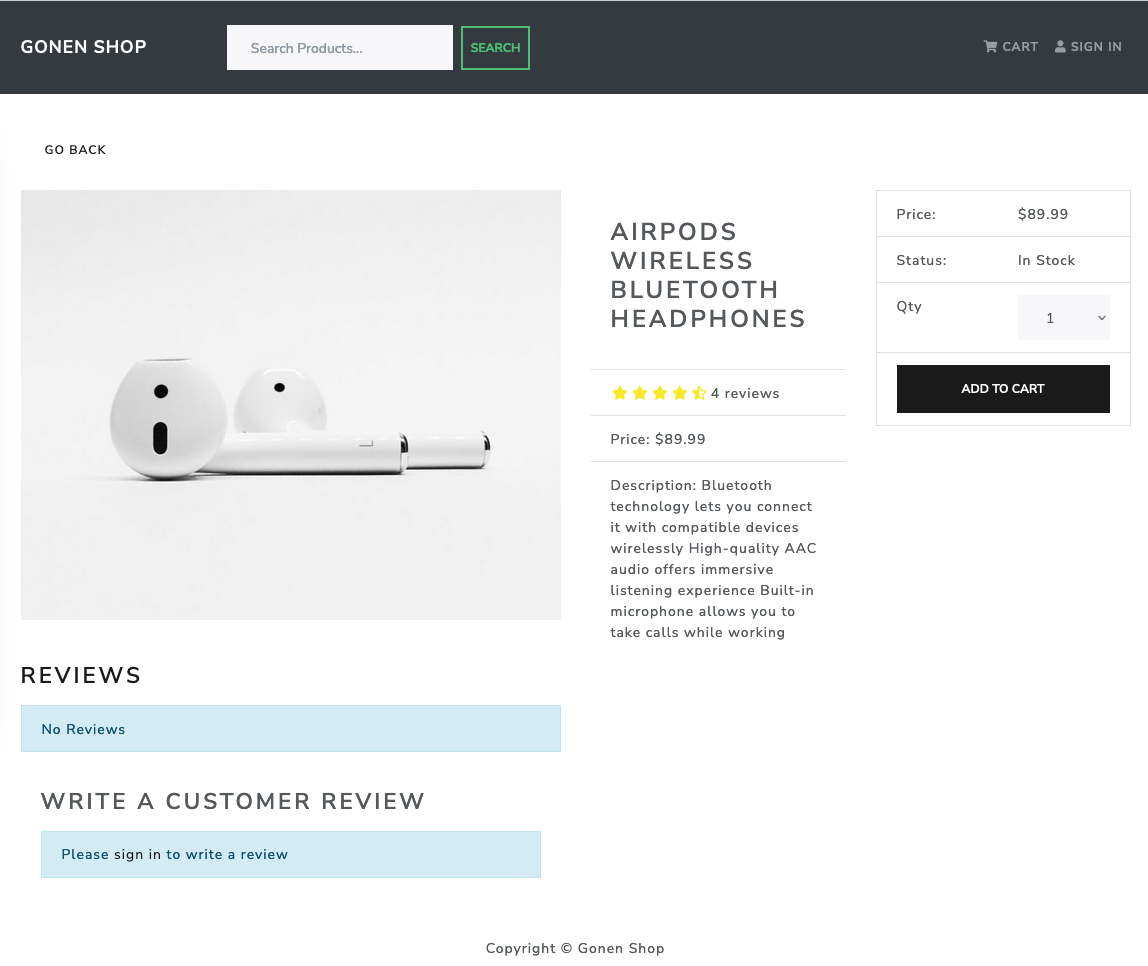 GONEN SHOP
Search Products...
SEARCH
CART
SIGN IN
GO BACK
AIRPODS
WIRELESS
BLUETOOTH
HEADPHONES
4 reviews
Price: $89.99
Description: Bluetooth
technology lets you connect
it with compatible devices
wirelessly High-quality AAC
audio offers immersive
listening experience Built-in
microphone allows you to
take calls while working
Price: $89.99
Status: In Stock
Qty 1
ADD TO CART
L
REVIEWS
No Reviews
WRITE A CUSTOMER REVIEW
Please sign in to write a review
Copyright © Gonen Shop